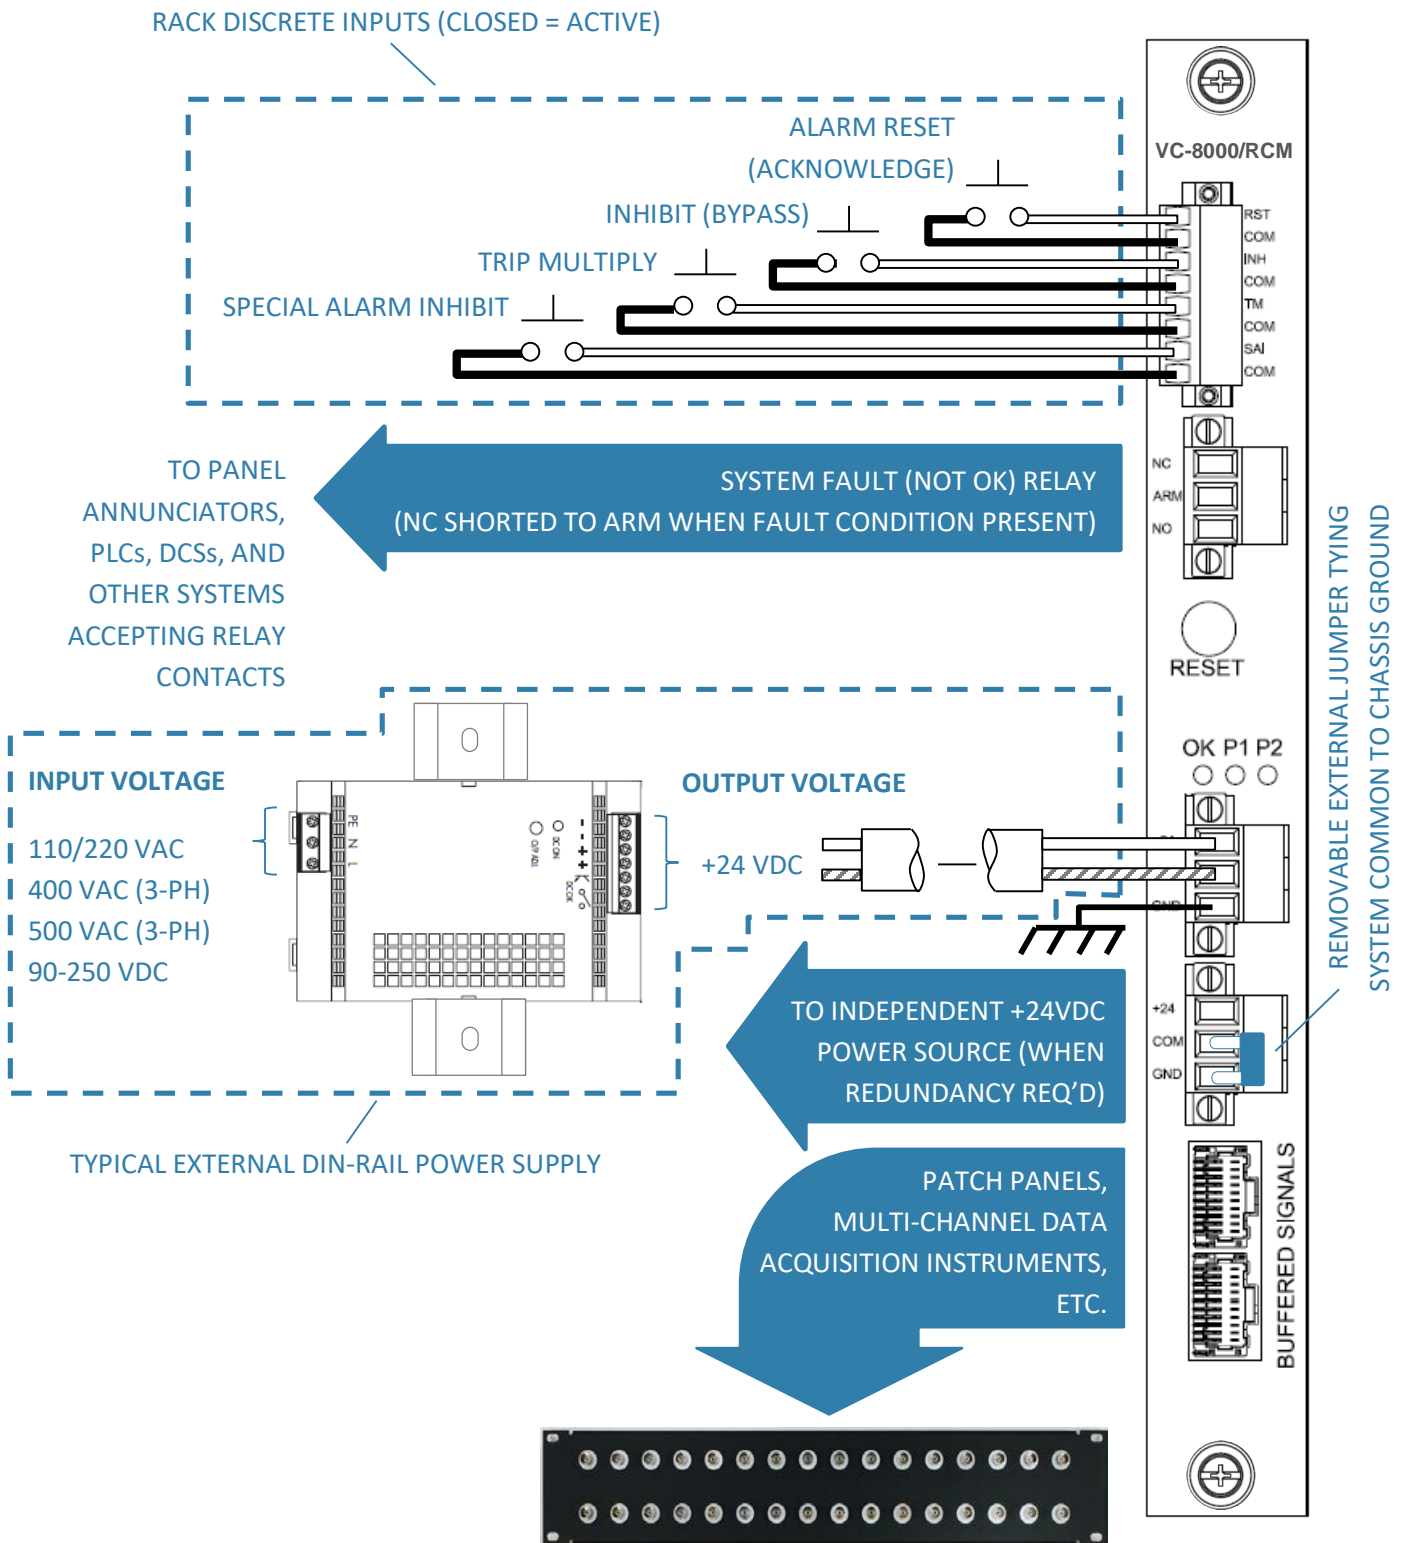 RACK DISCRETE INPUTS (CLOSED = ACTIVE)
ALARM RESET
(ACKNOWLEDGE)
INHIBIT (BYPASS)
TRIP MULTIPLY
SPECIAL ALARM INHIBIT
VC-8000/RCM
RST
COM
INH
COM
TM
COM
SAI
COM
TO PANEL
ANNUNCIATORS,
PLCs, DCSs, AND
OTHER SYSTEMS
ACCEPTING RELAY
CONTACTS
SYSTEM FAULT (NOT OK) RELAY
(NC SHORTED TO ARM WHEN FAULT CONDITION PRESENT)
NC
ARM
NO
RESET
REMOVABLE EXTERNAL JUMPER TYING
SYSTEM COMMON TO CHASSIS GROUND
OK P1 P2
INPUT VOLTAGE
110/220 VAC
400 VAC (3-PH)
500 VAC (3-PH)
90-250 VDC
PE N L
DC ON
O/P ADJ.
- - + +
DC OK
OUTPUT VOLTAGE
+24 VDC
GND
TO INDEPENDENT +24VDC
POWER SOURCE (WHEN
REDUNDANCY REQ’D)
+24
COM
GND
TYPICAL EXTERNAL DIN-RAIL POWER SUPPLY
PATCH PANELS,
MULTI-CHANNEL DATA
ACQUISITION INSTRUMENTS,
ETC.
BUFFERED SIGNALS